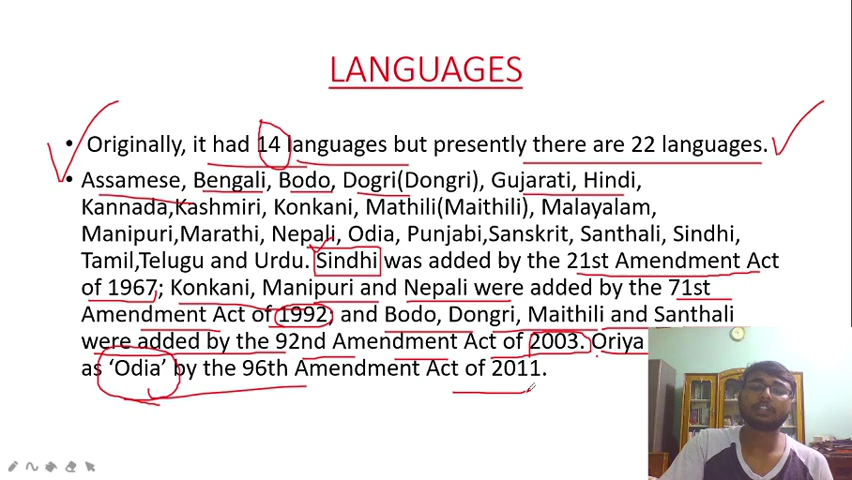 LANGUAGES
• Originally, it had 14 languages but presently there are 22 languages.
• Assamese, Bengali, Bodo, Dogri(Dongri), Gujarati, Hindi,
Kannada,Kashmiri, Konkani, Mathili(Maithili), Malayalam,
Manipuri,Marathi, Nepali, Odia, Punjabi,Sanskrit, Santhali, Sindhi,
Tamil,Telugu and Urdu. Sindhi was added by the 21st Amendment Act
of 1967; Konkani, Manipuri and Nepali were added by the 71st
Amendment Act of 1992; and Bodo, Dongri, Maithili and Santhali
were added by the 92nd Amendment Act of 2003. Oriya
as ‘Odia’ by the 96th Amendment Act of 2011.